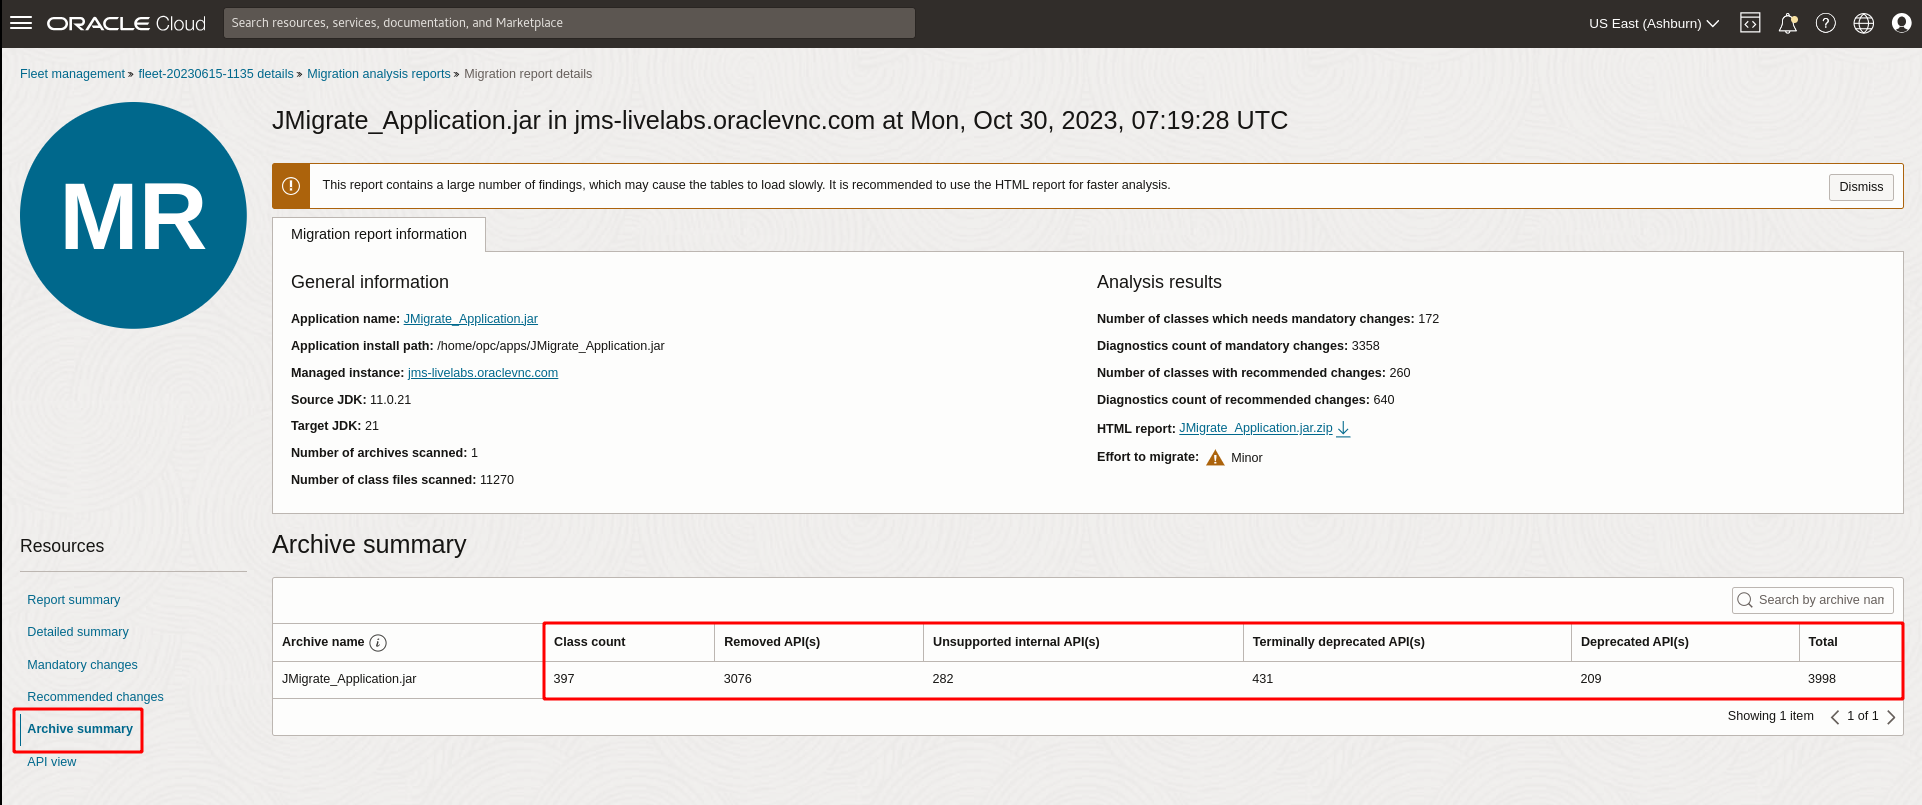 ORACLE Cloud
Search resources, services, documentation, and Marketplace
US East (Ashburn)
Fleet management » fleet-20230615-1135 details » Migration analysis reports » Migration report details
MR
JMigrate_Application.jar in jms-livelabs.oraclevnc.com at Mon, Oct 30, 2023, 07:19:28 UTC
This report contains a large number of findings, which may cause the tables to load slowly. It is recommended to use the HTML report for faster analysis.
Dismiss
Migration report information
General information
Application name: JMigrate_Application.jar
Application install path: /home/opc/apps/JMigrate_Application.jar
Managed instance: jms-livelabs.oraclevnc.com
Source JDK: 11.0.21
Target JDK: 21
Number of archives scanned: 1
Number of class files scanned: 11270
Analysis results
Number of classes which needs mandatory changes: 172
Diagnostics count of mandatory changes: 3358
Number of classes with recommended changes: 260
Diagnostics count of recommended changes: 640
HTML report: JMigrate_Application.jar.zip
Effort to migrate: Minor
Resources
Report summary
Detailed summary
Mandatory changes
Recommended changes
Archive summary
API view
Archive summary
Search by archive nam
Archive name Class count Removed API(s) Unsupported internal API(s) Terminally deprecated API(s) Deprecated API(s) Total
JMigrate_Application.jar 397 3076 282 431 209 3998
Showing 1 item 1 of 1